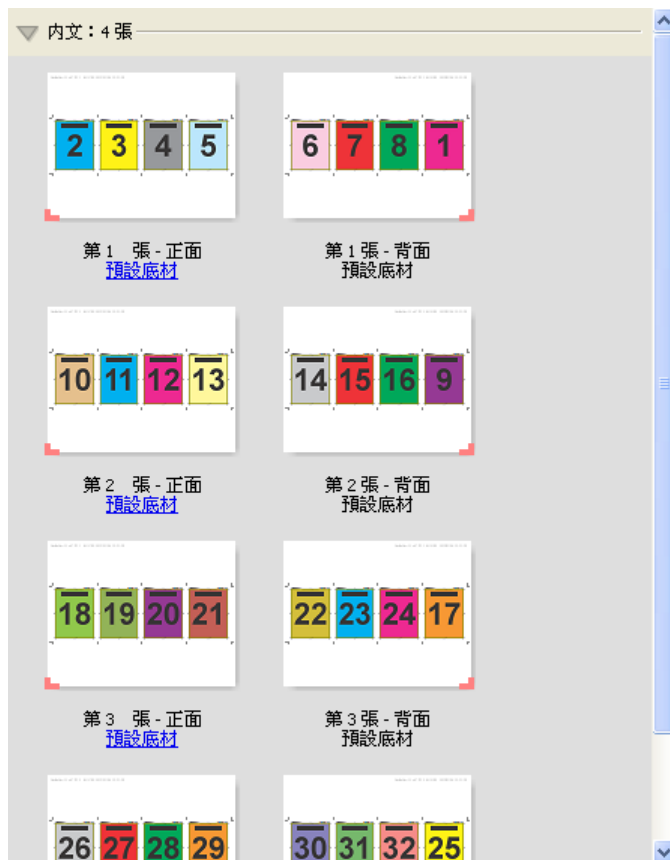 內文：4 張
2 3 4 5
6 7 8 1
第 1 張 - 正面
預設底材
第 1 張 - 背面
預設底材
10 11 12 13
14 15 16 9
第 2 張 - 正面
預設底材
第 2 張 - 背面
預設底材
18 19 20 21
22 23 24 17
第 3 張 - 正面
預設底材
第 3 張 - 背面
預設底材
26 27 28 29
30 31 32 25